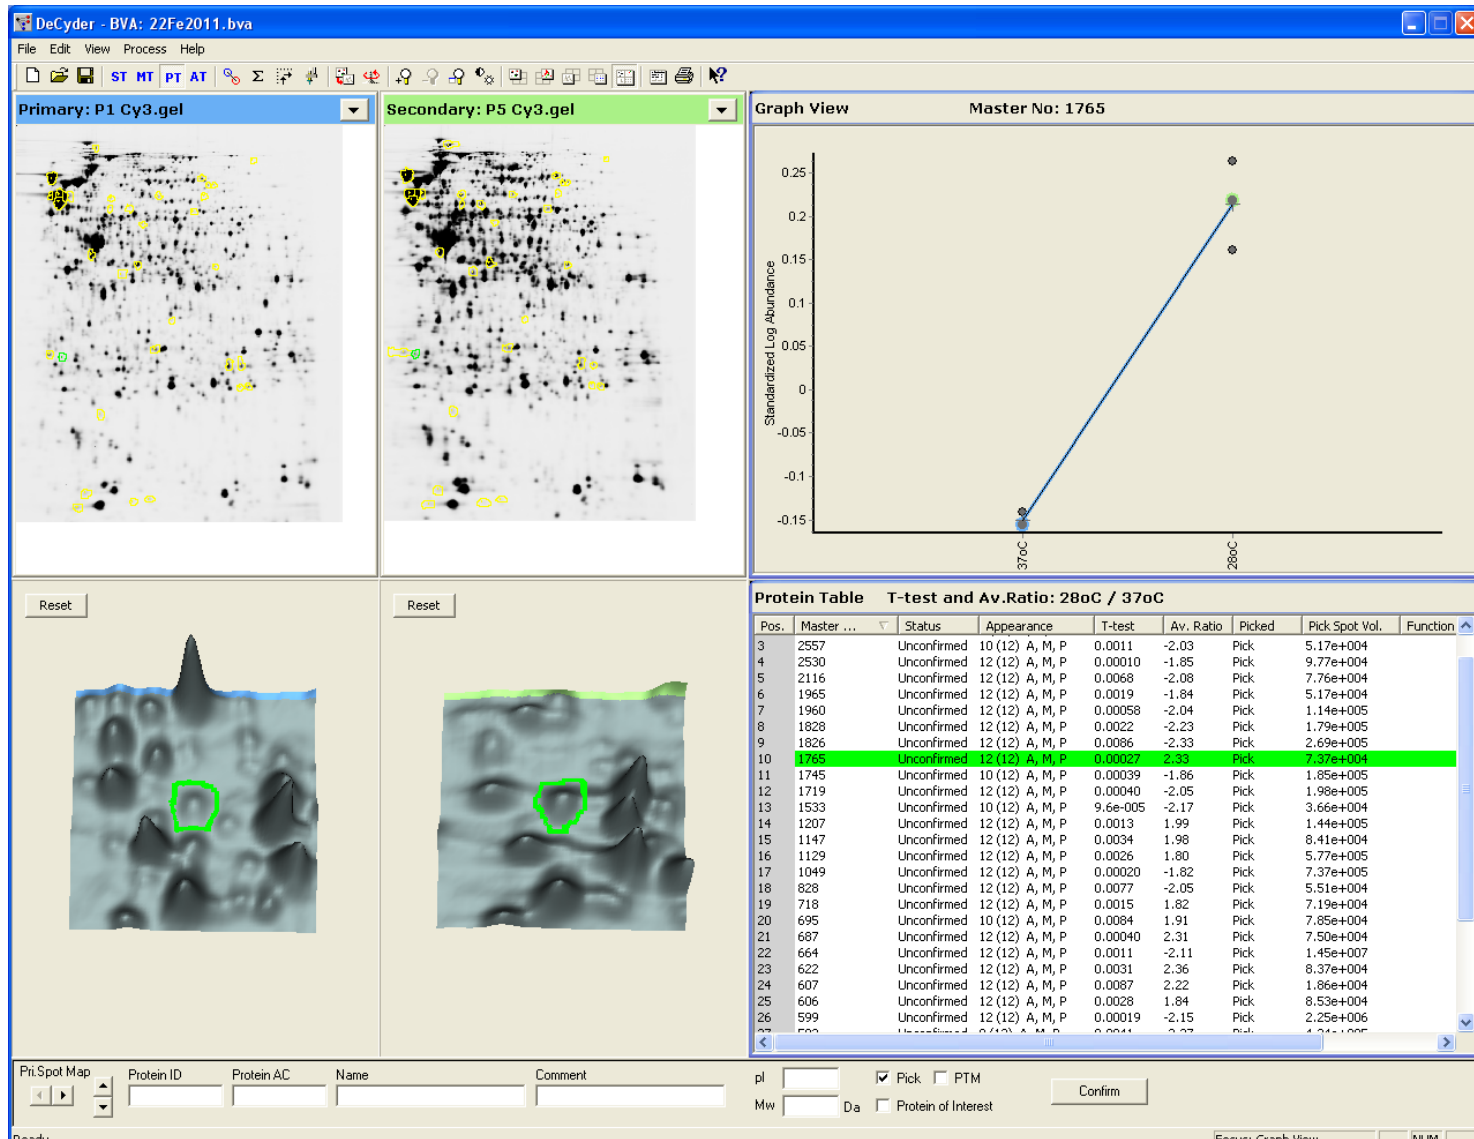 DeCyder - BVA: 22Fe2011.bva
File Edit View Process Help
ST MT PT AT
Primary: P1 Cy3.gel
Secondary: P5 Cy3.gel
Graph View Master No: 1765
Standardized Log Abundance
0.25
0.2
0.15
0.1
0.05
0
-0.05
-0.1
-0.15
37oC
28oC
Reset
Reset
Protein Table T-test and Av.Ratio: 28oC / 37oC
Pos. Master ... Status Appearance T-test Av. Ratio Picked Pick Spot Vol. Function
3 2557 Unconfirmed 10 (12) A, M, P 0.0011 -2.03 Pick 5.17e+004
4 2530 Unconfirmed 12 (12) A, M, P 0.00010 -1.85 Pick 9.77e+004
5 2116 Unconfirmed 12 (12) A, M, P 0.0068 -2.08 Pick 7.76e+004
6 1965 Unconfirmed 12 (12) A, M, P 0.0019 -1.84 Pick 5.17e+004
7 1960 Unconfirmed 12 (12) A, M, P 0.00058 -2.04 Pick 1.14e+005
8 1828 Unconfirmed 12 (12) A, M, P 0.0022 -2.23 Pick 1.79e+005
9 1826 Unconfirmed 12 (12) A, M, P 0.0086 -2.33 Pick 2.69e+005
10 1765 Unconfirmed 12 (12) A, M, P 0.00027 2.33 Pick 7.37e+004
11 1745 Unconfirmed 10 (12) A, M, P 0.00039 -1.86 Pick 1.85e+005
12 1719 Unconfirmed 12 (12) A, M, P 0.00040 -2.05 Pick 1.98e+005
13 1533 Unconfirmed 10 (12) A, M, P 9.6e-005 -2.17 Pick 3.66e+004
14 1207 Unconfirmed 12 (12) A, M, P 0.0013 1.99 Pick 1.44e+005
15 1147 Unconfirmed 12 (12) A, M, P 0.0034 1.98 Pick 8.41e+004
16 1129 Unconfirmed 12 (12) A, M, P 0.0026 1.80 Pick 5.77e+005
17 1049 Unconfirmed 12 (12) A, M, P 0.00020 -1.82 Pick 7.37e+005
18 828 Unconfirmed 12 (12) A, M, P 0.0077 -2.05 Pick 5.51e+004
19 718 Unconfirmed 12 (12) A, M, P 0.0015 1.82 Pick 7.19e+004
20 695 Unconfirmed 10 (12) A, M, P 0.0084 1.91 Pick 7.85e+004
21 687 Unconfirmed 12 (12) A, M, P 0.00040 2.31 Pick 7.50e+004
22 664 Unconfirmed 12 (12) A, M, P 0.0011 -2.11 Pick 1.45e+007
23 622 Unconfirmed 12 (12) A, M, P 0.0031 2.36 Pick 8.37e+004
24 607 Unconfirmed 12 (12) A, M, P 0.0087 2.22 Pick 1.86e+004
25 606 Unconfirmed 12 (12) A, M, P 0.0028 1.84 Pick 8.53e+004
26 599 Unconfirmed 12 (12) A, M, P 0.00019 -2.15 Pick 2.25e+006
Pri.Spot Map Protein ID Protein AC Name Comment pI Pick PTM Confirm
Mw Da Protein of Interest
Ready Focus: Graph View NUM